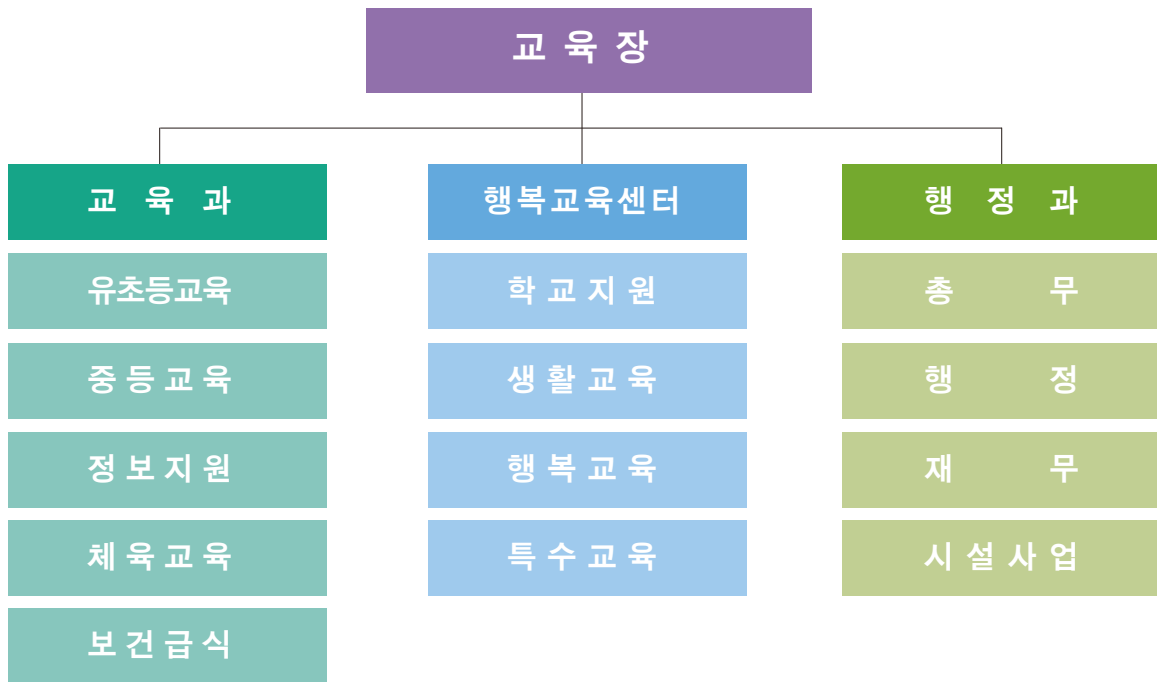 교육장
교육과
유초등교육
중등교육
정보지원
체육교육
보건급식
행복교육센터
학교지원
생활교육
행복교육
특수교육
행정과
총무
행정
재무
시설사업